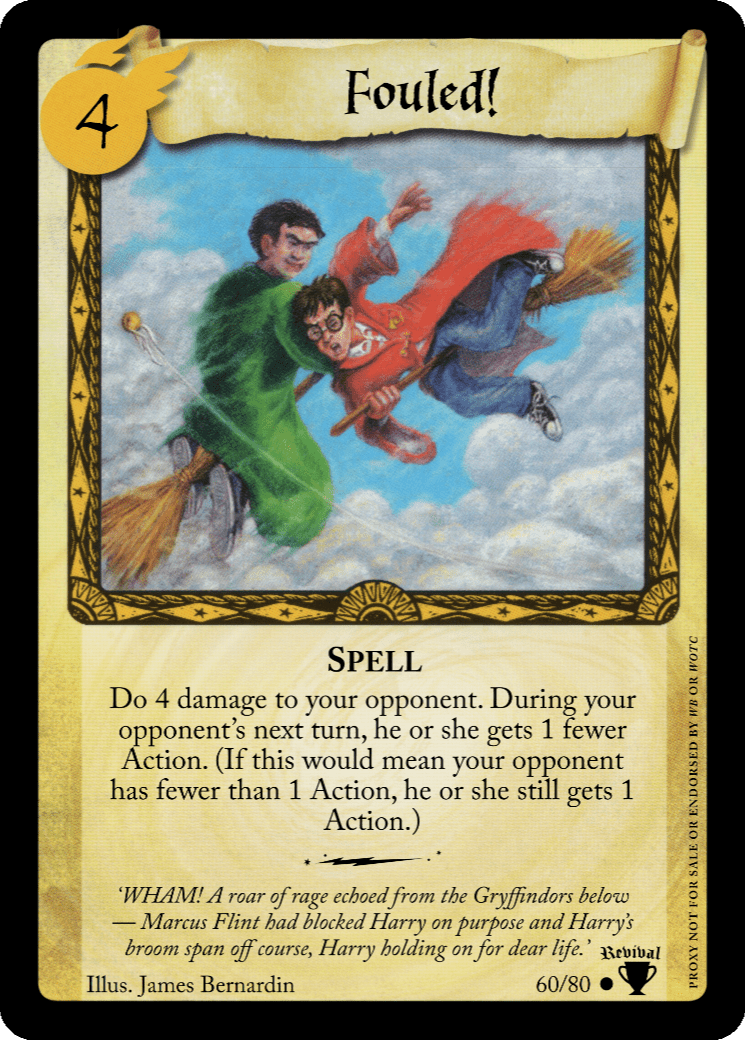 4
Fouled!
SPELL
Do 4 damage to your opponent. During your
opponent's next turn, he or she gets 1 fewer
Action. (If this would mean your opponent
has fewer than 1 Action, he or she still gets 1
Action.)
'WHAM! A roar of rage echoed from the Gryffindors below
— Marcus Flint had blocked Harry on purpose and Harry's
broom span off course, Harry holding on for dear life.'
Revival
Illus. James Bernardin
60/80
PROXY NOT FOR SALE OR ENDORSED BY WB OR WOTC